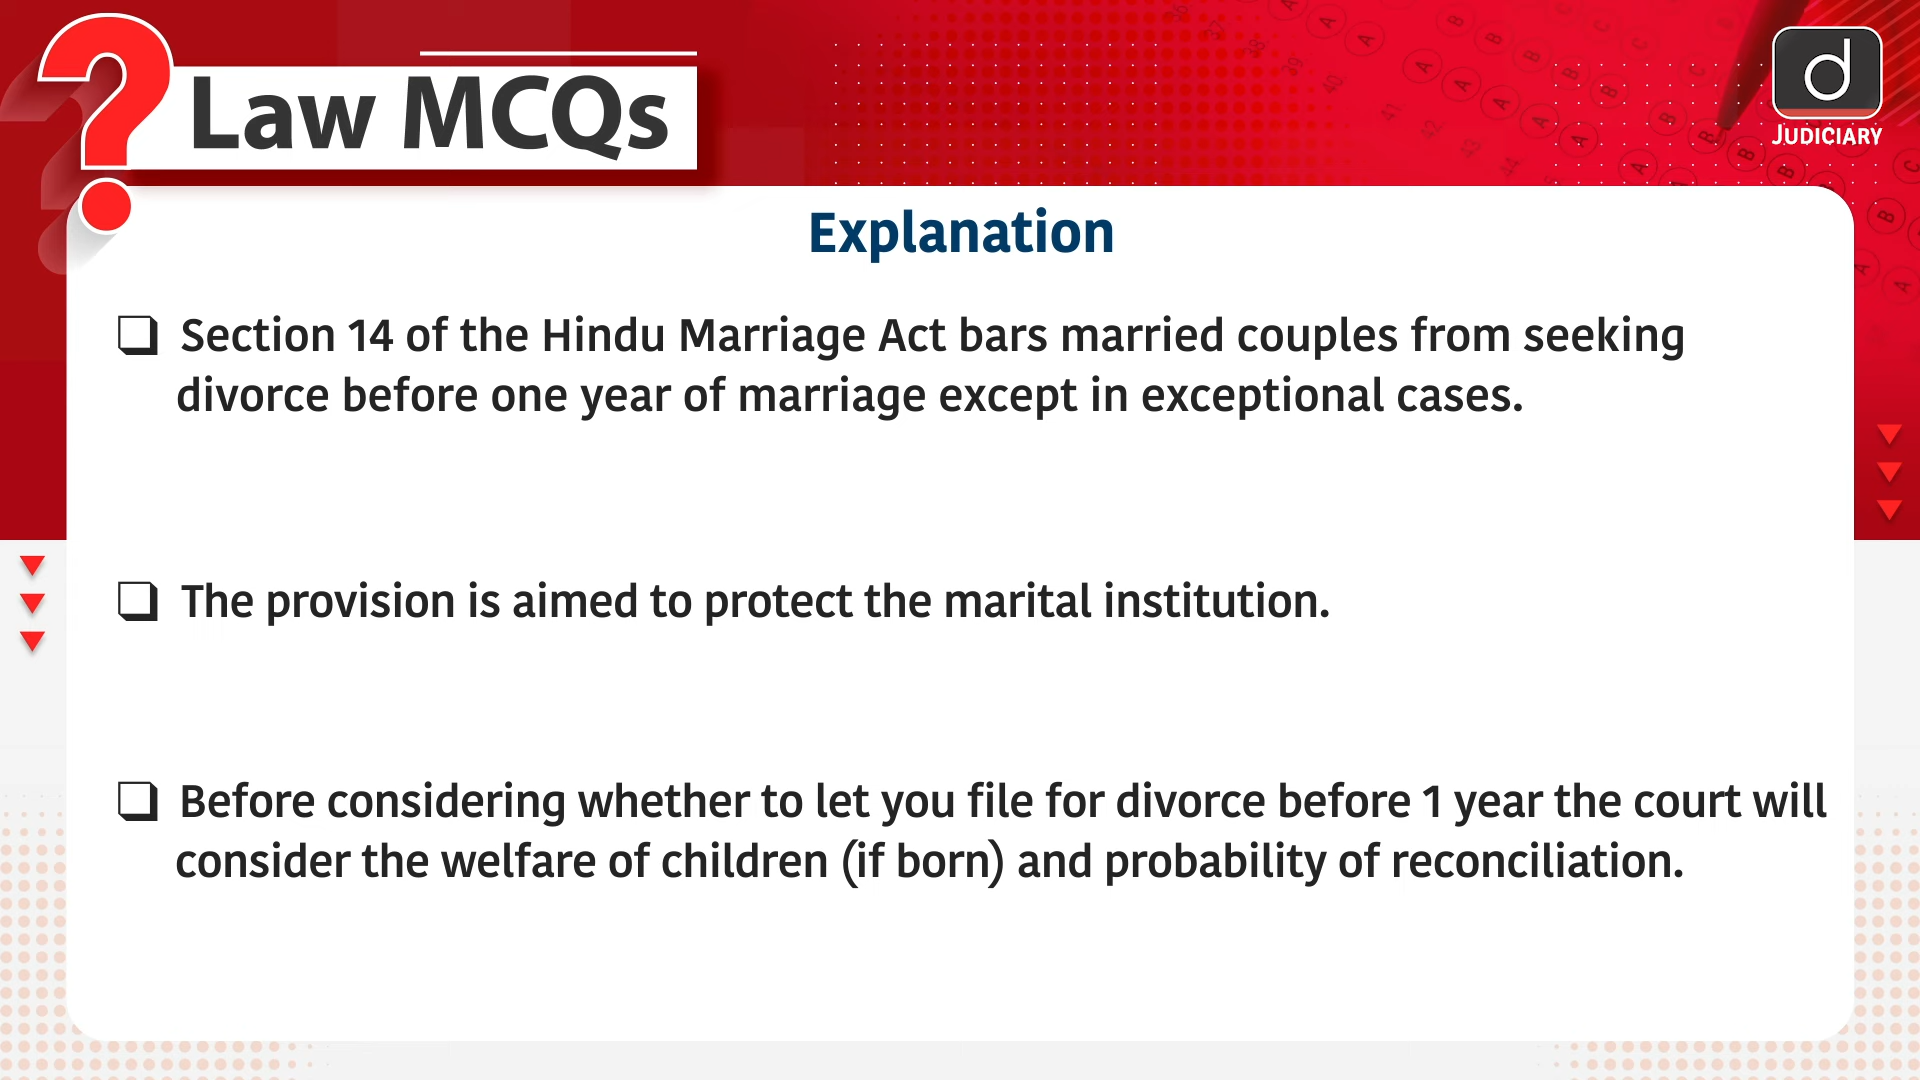 ?
Law MCQs
d
JUDICIARY
Explanation
❑ Section 14 of the Hindu Marriage Act bars married couples from seeking
divorce before one year of marriage except in exceptional cases.
❑ The provision is aimed to protect the marital institution.
❑ Before considering whether to let you file for divorce before 1 year the court will
consider the welfare of children (if born) and probability of reconciliation.